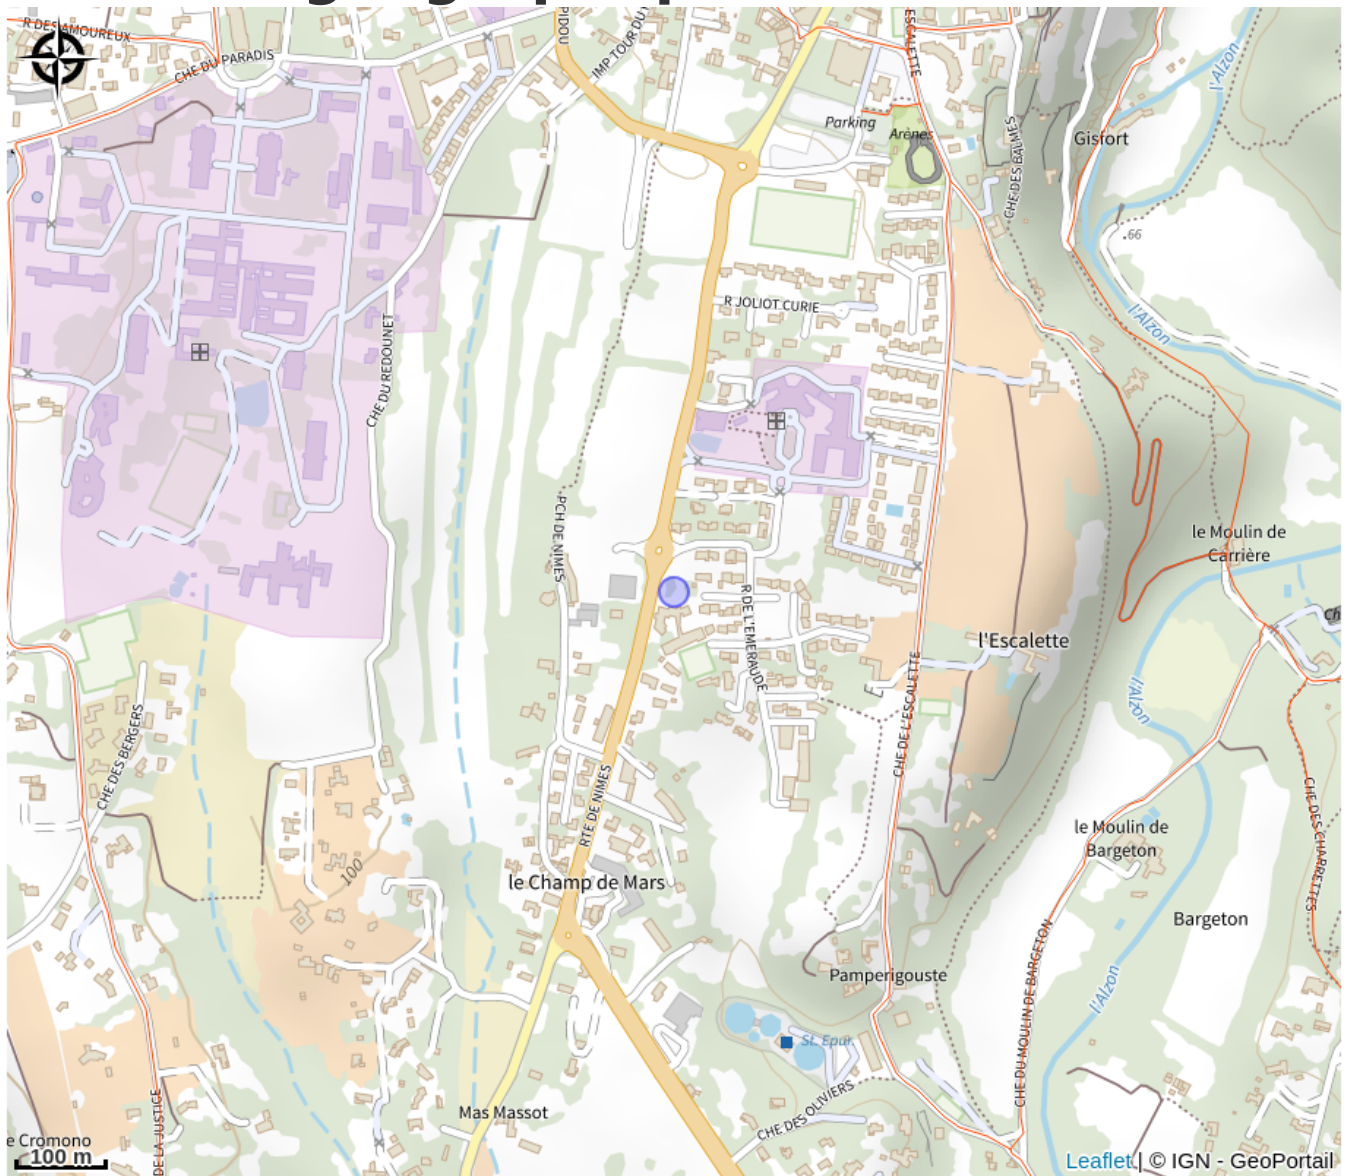 R DES AMOUREUX
CHE DU PARADIS
PIDOU
IMP TOUR DU
ESCALETTE
l'Alzon
Parking
Arènes
Gisfort
CHE DES BALMES
.66
R JOLIOT CURIE
l'Alzon
CHE DU REDOUNET
PCH DE NIMES
le Moulin de
Carrière
R DE L'EMERAUDE
l'Escalette
Ch
CHE DE L'ESCALETTE
l'Alzon
CHE DES BERGERS
RTE DE NIMES
CHE DES CHARRETTES
le Moulin de
Bargeton
100
le Champ de Mars
Bargeton
Pamperigouste
CHE DU MOULIN DE BARGETON
l'Alzon
St. Epur.
CHE DES OLIVIERS
Mas Massot
DE LA JUSTICE
e Cromono
100 m
Leaflet | © IGN - GeoPortail